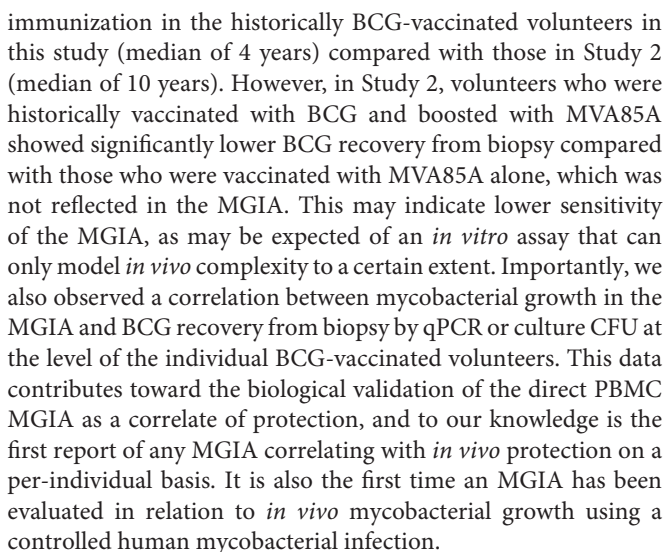 immunization in the historically BCG-vaccinated volunteers in
this study (median of 4 years) compared with those in Study 2
(median of 10 years). However, in Study 2, volunteers who were
historically vaccinated with BCG and boosted with MVA85A
showed significantly lower BCG recovery from biopsy compared
with those who were vaccinated with MVA85A alone, which was
not reflected in the MGIA. This may indicate lower sensitivity
of the MGIA, as may be expected of an in vitro assay that can
only model in vivo complexity to a certain extent. Importantly, we
also observed a correlation between mycobacterial growth in the
MGIA and BCG recovery from biopsy by qPCR or culture CFU at
the level of the individual BCG-vaccinated volunteers. This data
contributes toward the biological validation of the direct PBMC
MGIA as a correlate of protection, and to our knowledge is the
first report of any MGIA correlating with in vivo protection on a
per-individual basis. It is also the first time an MGIA has been
evaluated in relation to in vivo mycobacterial growth using a
controlled human mycobacterial infection.